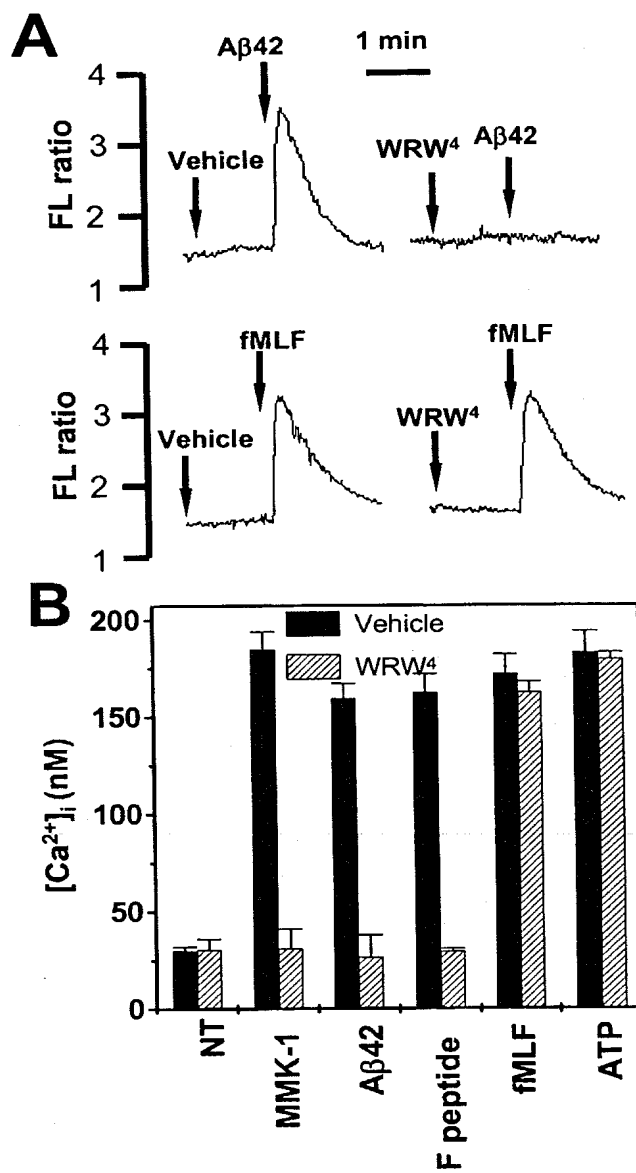 A
Aβ42
1 min
4
3
2
1
FL ratio
Vehicle
WRW⁴
Aβ42
fMLF
fMLF
4
3
2
1
FL ratio
Vehicle
WRW⁴
B
Vehicle
WRW⁴
200
150
100
50
0
[Ca²⁺]ᵢ (nM)
NT
MMK-1
Aβ42
F peptide
fMLF
ATP